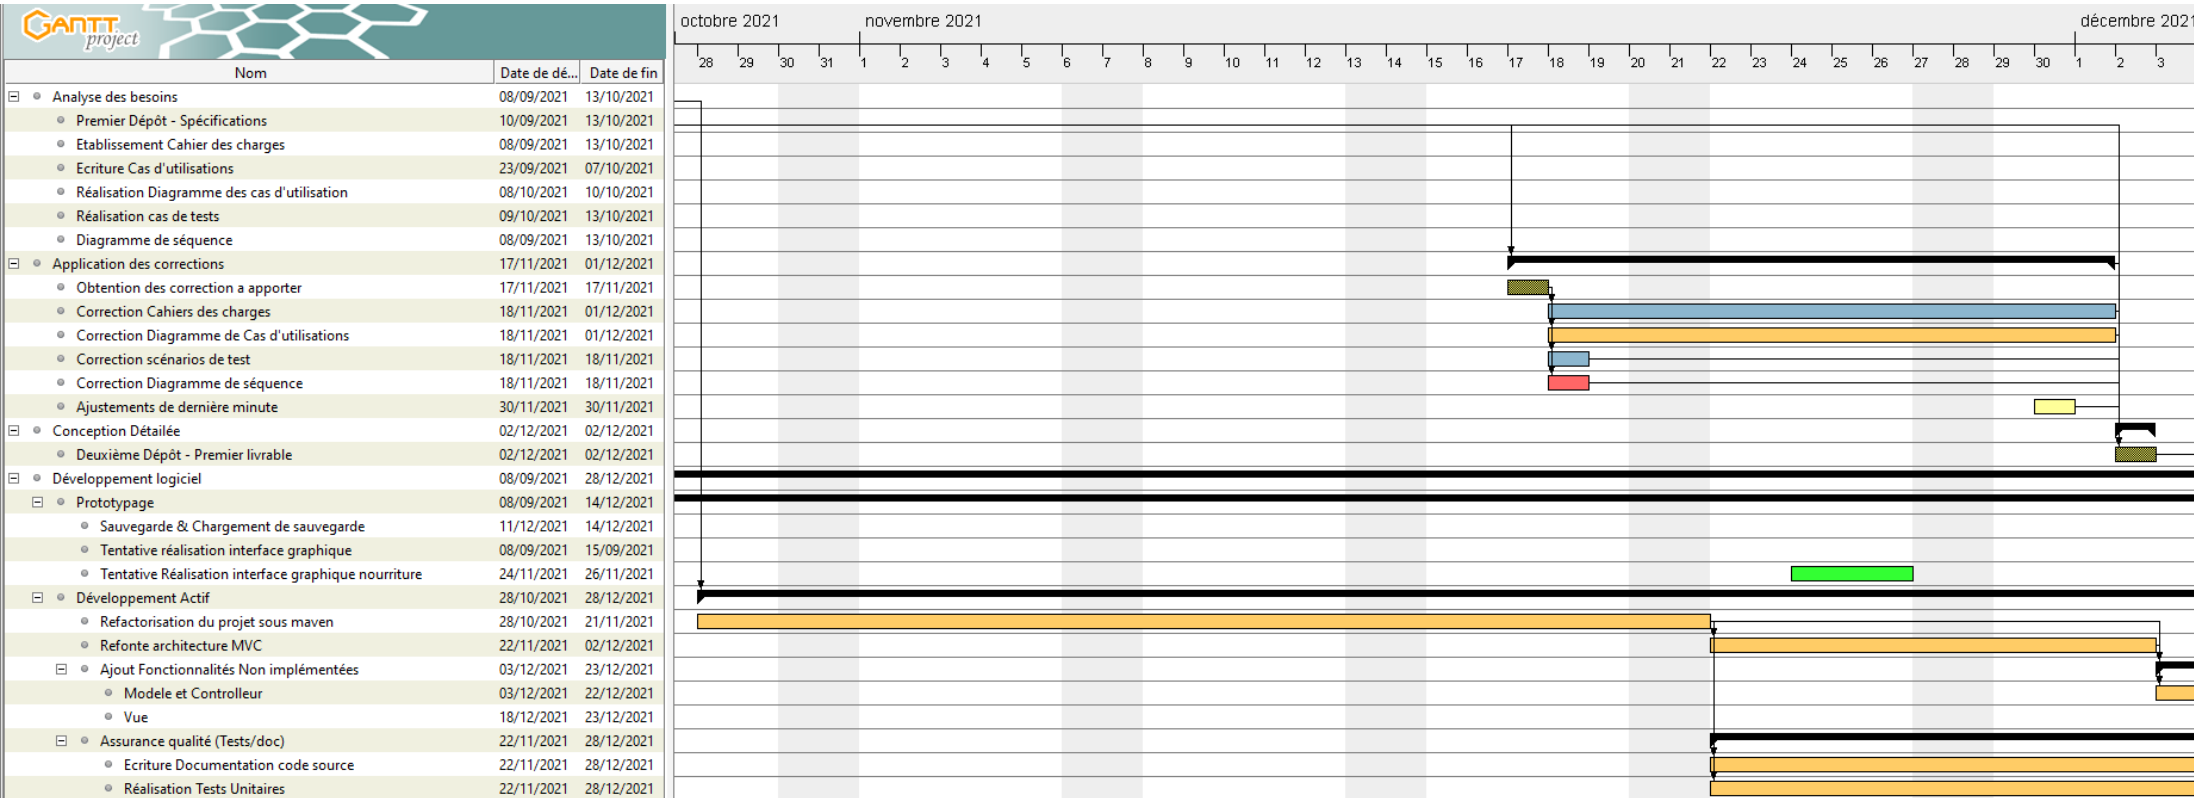 GANTT
project
octobre 2021 novembre 2021 décembre 2021
28 29 30 31 1 2 3 4 5 6 7 8 9 10 11 12 13 14 15 16 17 18 19 20 21 22 23 24 25 26 27 28 29 30 1 2 3
Nom Date de dé... Date de fin
Analyse des besoins 08/09/2021 13/10/2021
Premier Dépôt - Spécifications 10/09/2021 13/10/2021
Etablissement Cahier des charges 08/09/2021 13/10/2021
Ecriture Cas d'utilisations 23/09/2021 07/10/2021
Réalisation Diagramme des cas d'utilisation 08/10/2021 10/10/2021
Réalisation cas de tests 09/10/2021 13/10/2021
Diagramme de séquence 08/09/2021 13/10/2021
Application des corrections 17/11/2021 01/12/2021
Obtention des correction a apporter 17/11/2021 17/11/2021
Correction Cahiers des charges 18/11/2021 01/12/2021
Correction Diagramme de Cas d'utilisations 18/11/2021 01/12/2021
Correction scénarios de test 18/11/2021 18/11/2021
Correction Diagramme de séquence 18/11/2021 18/11/2021
Ajustements de dernière minute 30/11/2021 30/11/2021
Conception Détailée 02/12/2021 02/12/2021
Deuxième Dépôt - Premier livrable 02/12/2021 02/12/2021
Développement logiciel 08/09/2021 28/12/2021
Prototypage 08/09/2021 14/12/2021
Sauvegarde & Chargement de sauvegarde 11/12/2021 14/12/2021
Tentative réalisation interface graphique 08/09/2021 15/09/2021
Tentative Réalisation interface graphique nourriture 24/11/2021 26/11/2021
Développement Actif 28/10/2021 28/12/2021
Refactorisation du projet sous maven 28/10/2021 21/11/2021
Refonte architecture MVC 22/11/2021 02/12/2021
Ajout Fonctionnalités Non implémentées 03/12/2021 23/12/2021
Modele et Controlleur 03/12/2021 22/12/2021
Vue 18/12/2021 23/12/2021
Assurance qualité (Tests/doc) 22/11/2021 28/12/2021
Ecriture Documentation code source 22/11/2021 28/12/2021
Réalisation Tests Unitaires 22/11/2021 28/12/2021